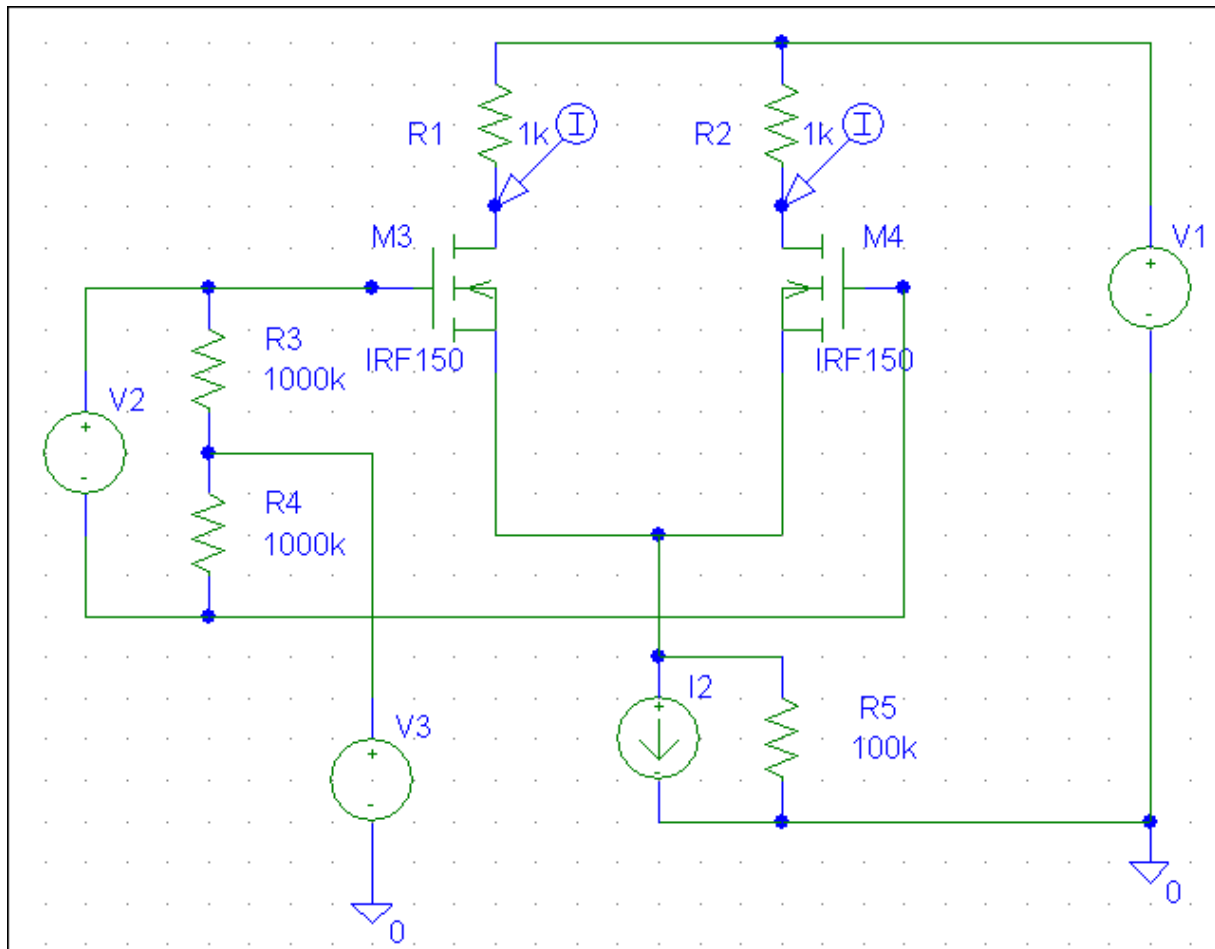 R1
1k
I
R2
1k
I
M3
M4
V1
+
-
R3
1000k
IRF150
IRF150
V2
+
-
R4
1000k
I2
+
-
R5
100k
V3
+
-
0
0